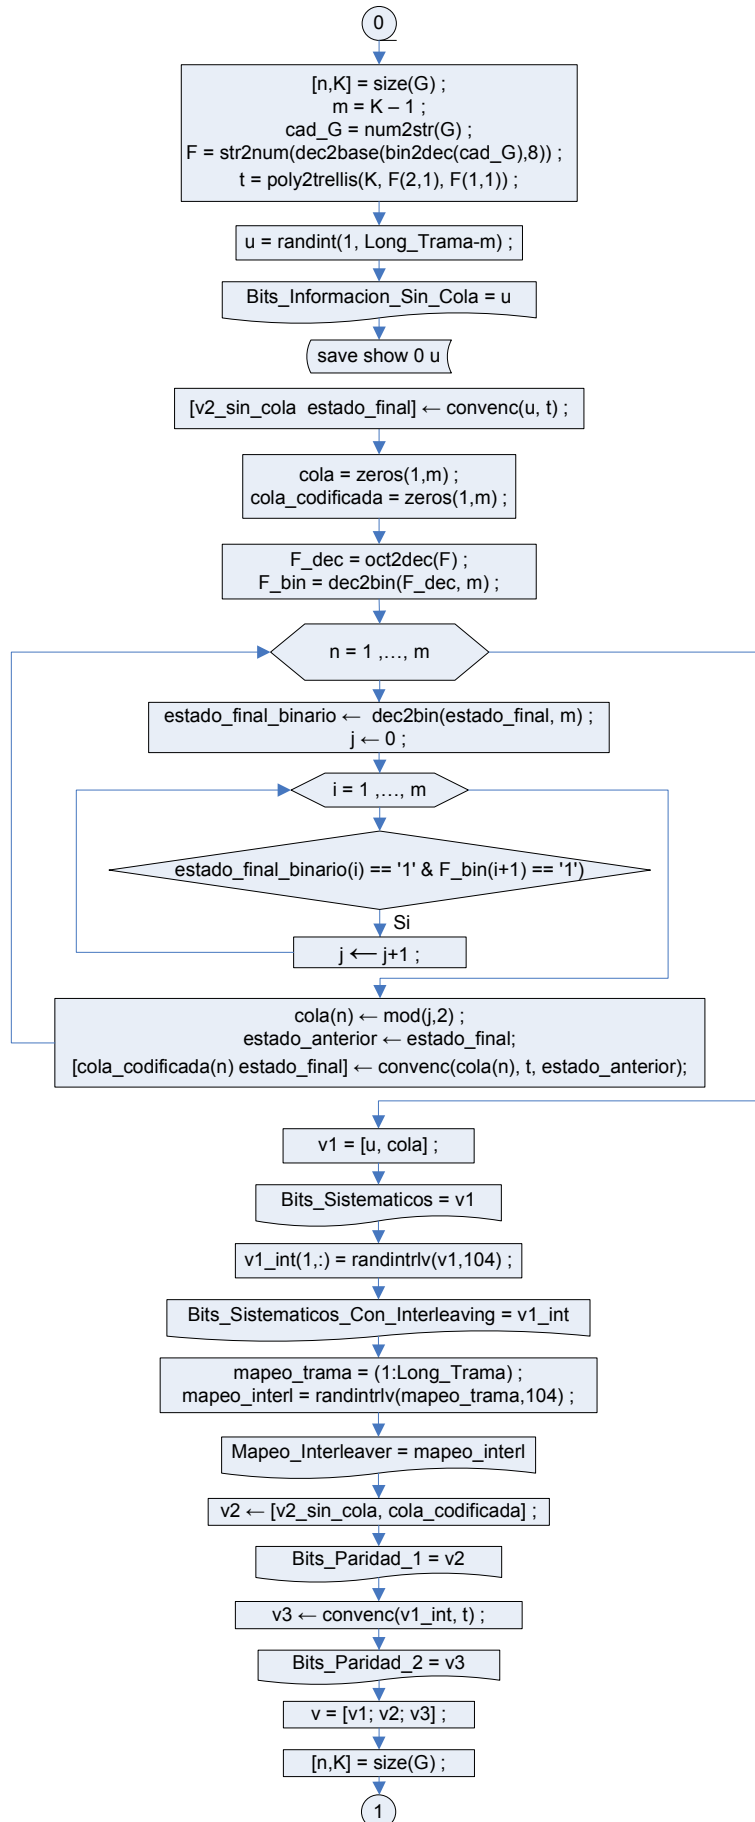 0
[n,K] = size(G) ;
m = K – 1 ;
cad_G = num2str(G) ;
F = str2num(dec2base(bin2dec(cad_G),8)) ;
t = poly2trellis(K, F(2,1), F(1,1)) ;
u = randint(1, Long_Trama-m) ;
Bits_Informacion_Sin_Cola = u
save show 0 u
[v2_sin_cola estado_final] ← convenc(u, t) ;
cola = zeros(1,m) ;
cola_codificada = zeros(1,m) ;
F_dec = oct2dec(F) ;
F_bin = dec2bin(F_dec, m) ;
n = 1 ,…, m
estado_final_binario ← dec2bin(estado_final, m) ;
j ← 0 ;
i = 1 ,…, m
estado_final_binario(i) == '1' & F_bin(i+1) == '1')
Si
j ← j+1 ;
cola(n) ← mod(j,2) ;
estado_anterior ← estado_final;
[cola_codificada(n) estado_final] ← convenc(cola(n), t, estado_anterior);
v1 = [u, cola] ;
Bits_Sistematicos = v1
v1_int(1,:) = randintrlv(v1,104) ;
Bits_Sistematicos_Con_Interleaving = v1_int
mapeo_trama = (1:Long_Trama) ;
mapeo_interl = randintrlv(mapeo_trama,104) ;
Mapeo_Interleaver = mapeo_interl
v2 ← [v2_sin_cola, cola_codificada] ;
Bits_Paridad_1 = v2
v3 ← convenc(v1_int, t) ;
Bits_Paridad_2 = v3
v = [v1; v2; v3] ;
[n,K] = size(G) ;
1